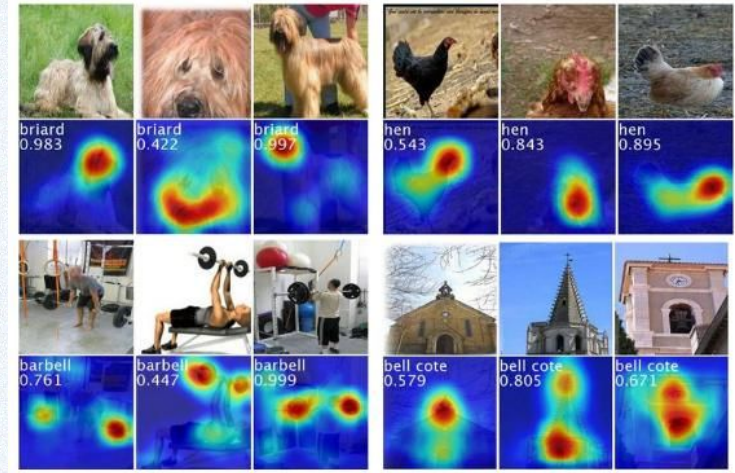 briard
0.983
briard
0.422
briard
0.997
hen
0.543
hen
0.843
hen
0.895
barbell
0.761
barbell
0.447
barbell
0.999
bell cote
0.579
bell cote
0.805
bell cote
0.671